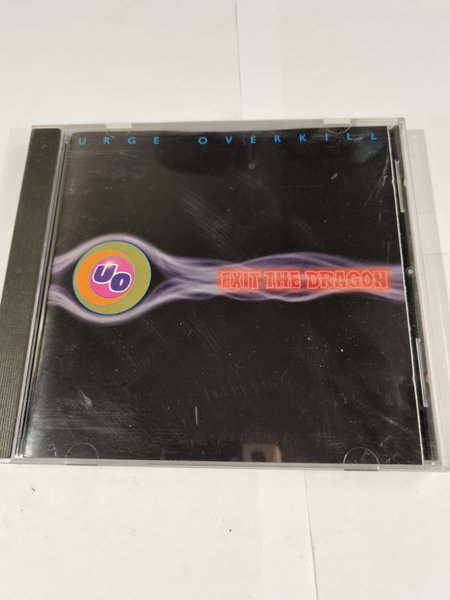 URGE OVERKILL
UO
EXIT THE DRAGON